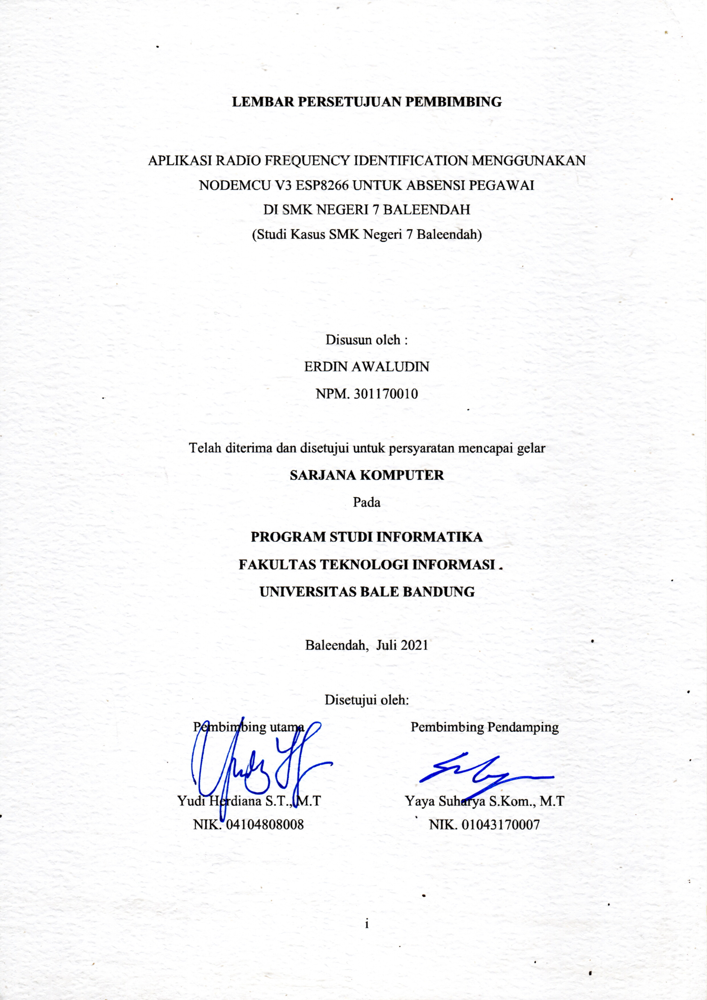 LEMBAR PERSETUJUAN PEMBIMBING
APLIKASI RADIO FREQUENCY IDENTIFICATION MENGGUNAKAN
NODEMCU V3 ESP8266 UNTUK ABSENSI PEGAWAI
DI SMK NEGERI 7 BALEENDAH
(Studi Kasus SMK Negeri 7 Baleendah)
Disusun oleh :
ERDIN AWALUDIN
NPM. 301170010
Telah diterima dan disetujui untuk persyaratan mencapai gelar
SARJANA KOMPUTER
Pada
PROGRAM STUDI INFORMATIKA
FAKULTAS TEKNOLOGI INFORMASI .
UNIVERSITAS BALE BANDUNG
Baleendah,  Juli 2021
Disetujui oleh:
Pembimbing utama Pembimbing Pendamping
Yudi Herdiana S.T., M.T Yaya Suharya S.Kom., M.T
NIK. 04104808008 NIK. 01043170007
i